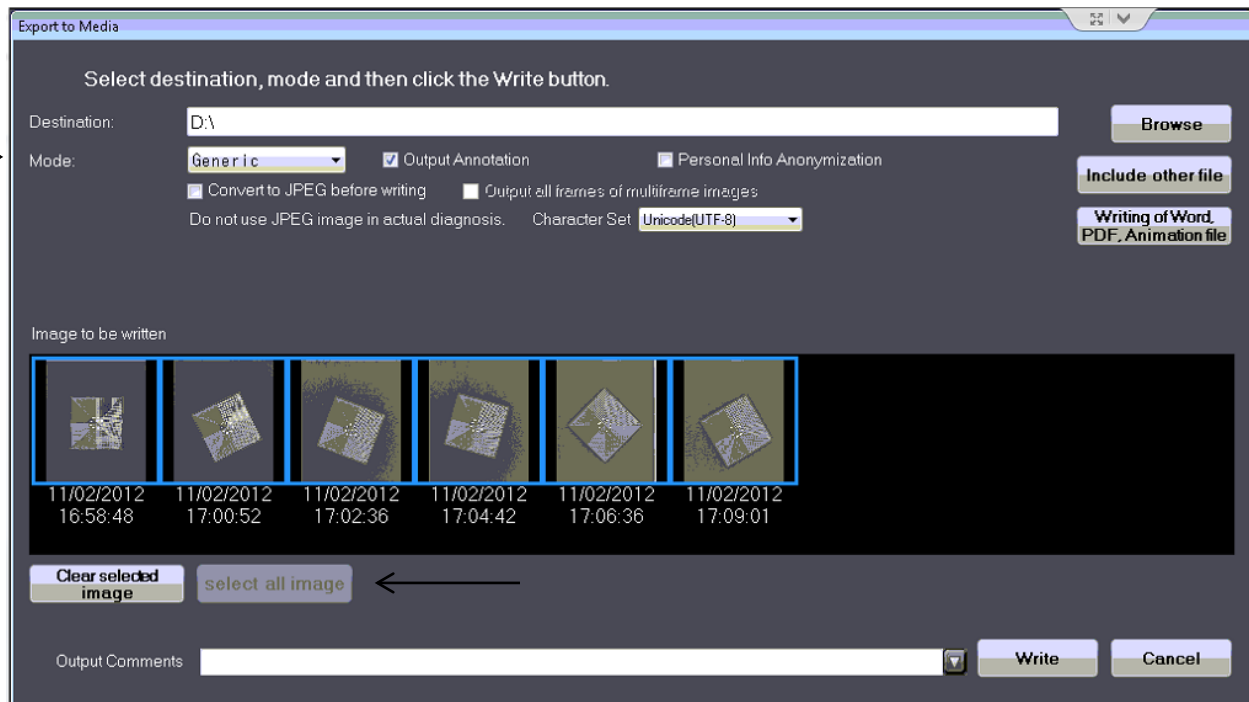 Export to Media
Select destination, mode and then click the Write button.
Destination: D:\ Browse
Mode: Generic Output Annotation Personal Info Anonymization
Include other file
Convert to JPEG before writing Output all frames of multiframe images
Do not use JPEG image in actual diagnosis. Character Set Unicode(UTF-8)
Writing of Word,
PDF, Animation file
Image to be written
11/02/2012 11/02/2012 11/02/2012 11/02/2012 11/02/2012 11/02/2012
16:58:48 17:00:52 17:02:36 17:04:42 17:06:36 17:09:01
Clear selected
image
select all image
Output Comments Write Cancel